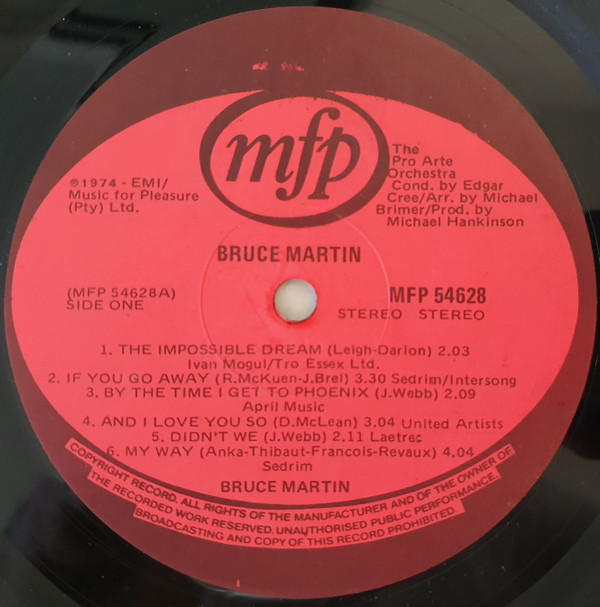 mfp
℗1974 - EMI/
Music for Pleasure
(Pty) Ltd.
The
Pro Arte
Orchestra
Cond. by Edgar
Cree/Arr. by Michael
Brimer/Prod. by
Michael Hankinson
BRUCE MARTIN
(MFP 54628A)
SIDE ONE
MFP 54628
STEREO STEREO
1. THE IMPOSSIBLE DREAM (Leigh-Darion) 2.03
Ivan Mogul/Tro Essex Ltd.
2. IF YOU GO AWAY (R.McKuen-J.Brel) 3.30 Sedrim/Intersong
3. BY THE TIME I GET TO PHOENIX (J.Webb) 2.09
April Music
4. AND I LOVE YOU SO (D.McLean) 3.04 United Artists
5. DIDN'T WE (J.Webb) 2.11 Laetrec
6. MY WAY (Anka-Thibaut-Francois-Revaux) 4.04
Sedrim
BRUCE MARTIN
COPYRIGHT RECORD. ALL RIGHTS OF THE MANUFACTURER AND OF THE OWNER OF
THE RECORDED WORK RESERVED. UNAUTHORISED PUBLIC PERFORMANCE,
BROADCASTING AND COPY OF THIS RECORD PROHIBITED.